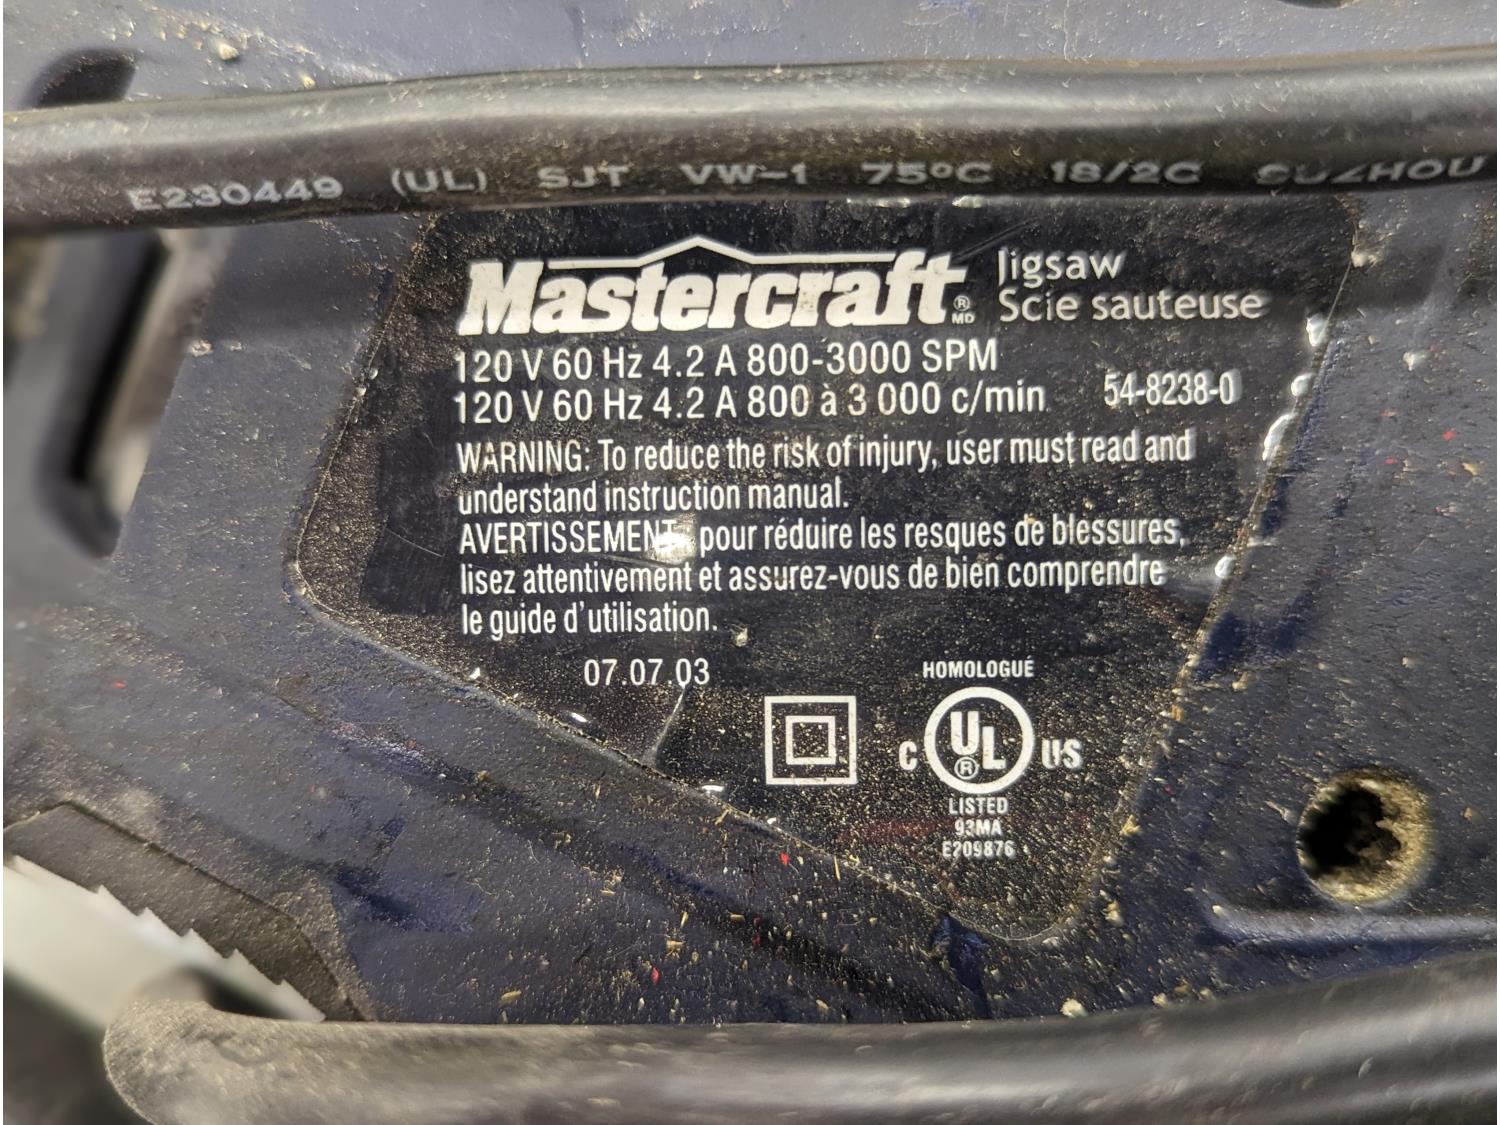 E230449 (UL) SJT VW-1 75°C 18/2C SUZHOU
Mastercraft ® MD
Jigsaw
Scie sauteuse
120 V 60 Hz 4.2 A 800-3000 SPM
120 V 60 Hz 4.2 A 800 à 3 000 c/min 54-8238-0
WARNING: To reduce the risk of injury, user must read and
understand instruction manual.
AVERTISSEMENT : pour réduire les resques de blessures,
lisez attentivement et assurez-vous de bien comprendre
le guide d'utilisation.
07.07.03
HOMOLOGUÉ
C UL ® US
LISTED
93MA
E209876